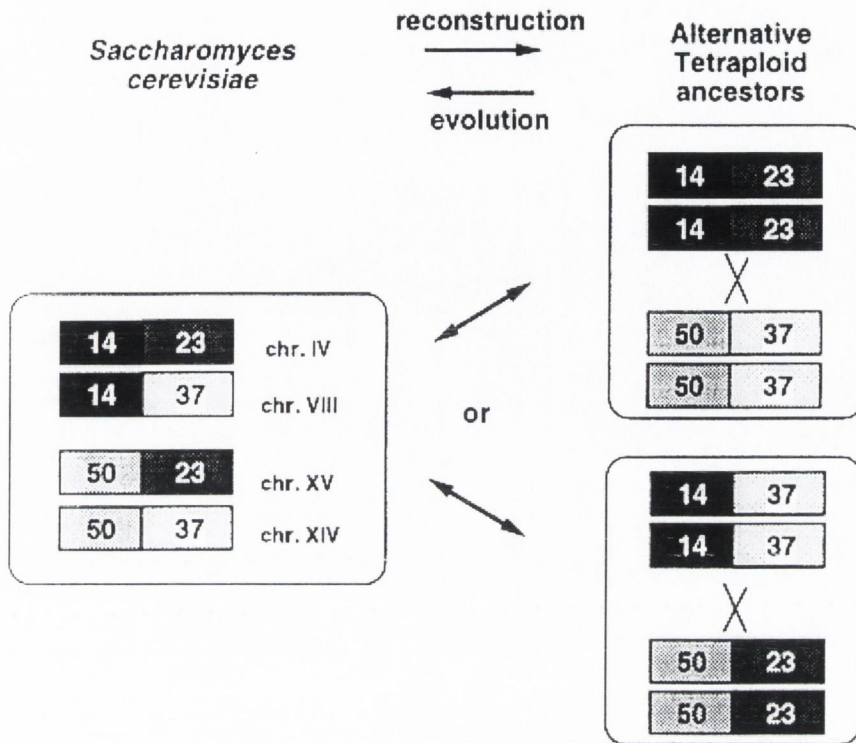 Saccharomyces
cerevisiae
reconstruction
evolution
Alternative
Tetraploid
ancestors
14 23 chr. IV
14 37 chr. VIII
50 23 chr. XV
50 37 chr. XIV
or
14 23
14 23
50 37
50 37
14 37
14 37
50 23
50 23